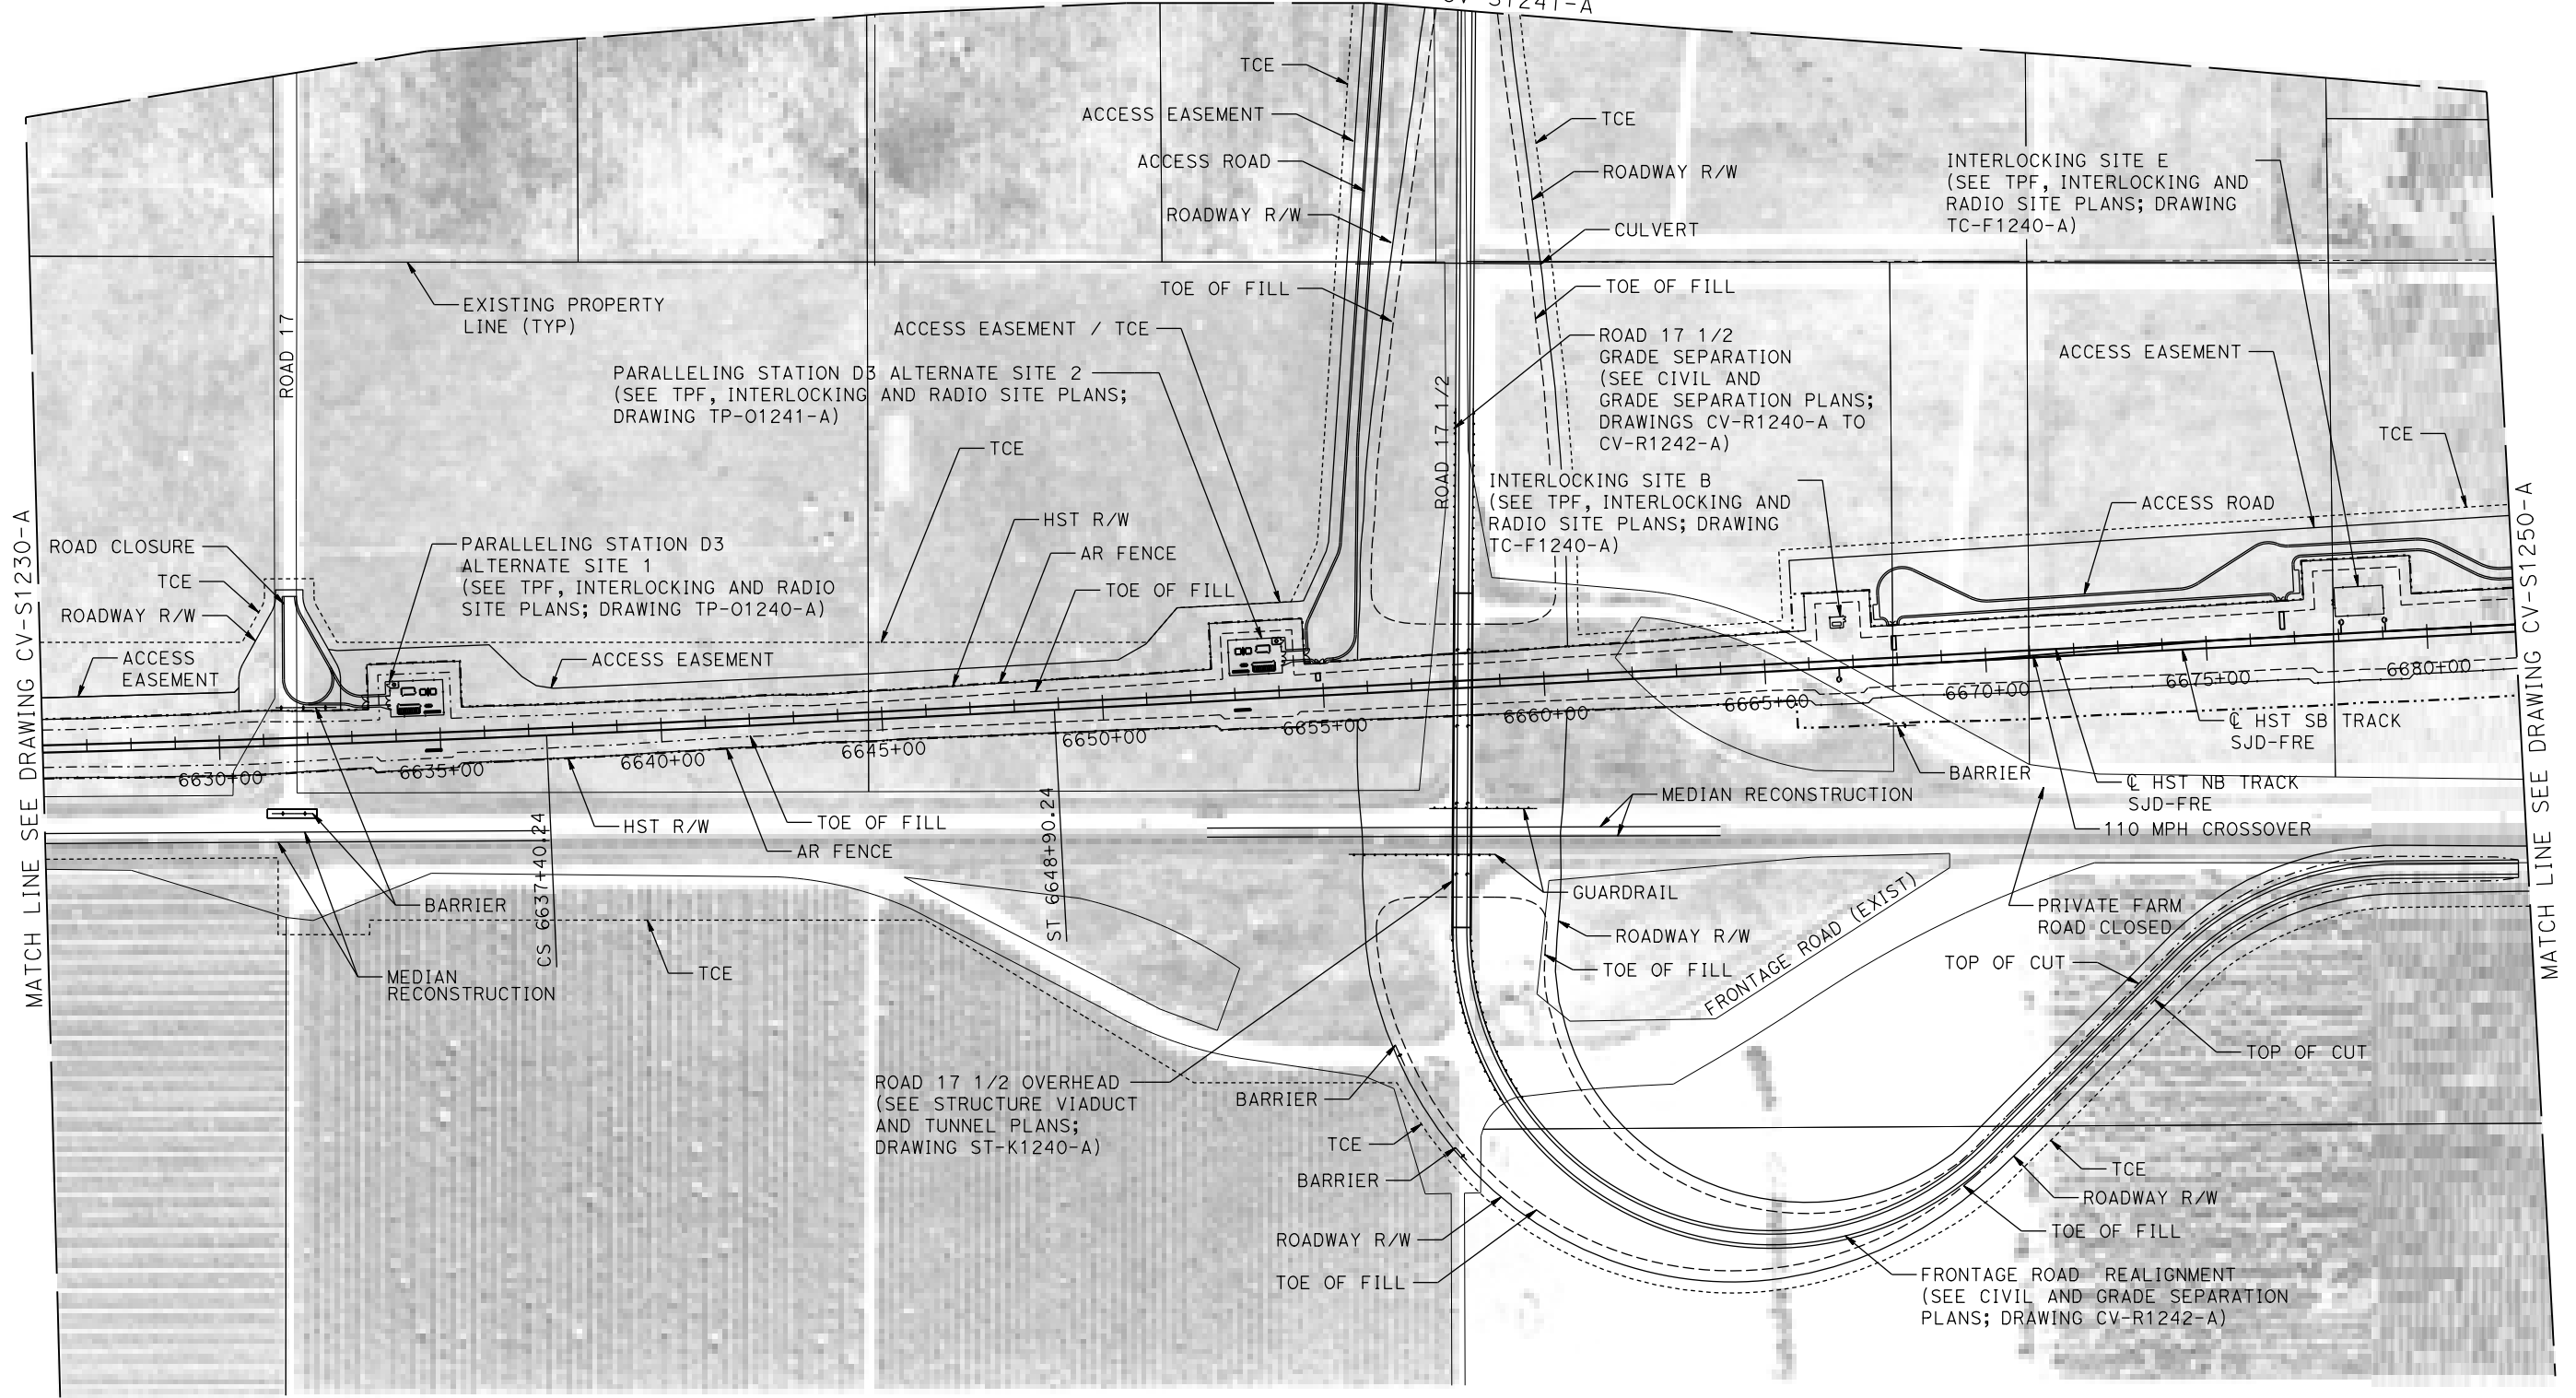 CV-S1241-A
TCE
ACCESS EASEMENT
ACCESS ROAD
ROADWAY R/W
TOE OF FILL
TCE
ROADWAY R/W
CULVERT
TOE OF FILL
INTERLOCKING SITE E
(SEE TPF, INTERLOCKING AND
RADIO SITE PLANS; DRAWING
TC-F1240-A)
EXISTING PROPERTY
LINE (TYP)
ROAD 17
ACCESS EASEMENT / TCE
PARALLELING STATION D3 ALTERNATE SITE 2
(SEE TPF, INTERLOCKING AND RADIO SITE PLANS;
DRAWING TP-01241-A)
TCE
ROAD 17 1/2
ROAD 17 1/2
GRADE SEPARATION
(SEE CIVIL AND
GRADE SEPARATION PLANS;
DRAWINGS CV-R1240-A TO
CV-R1242-A)
ACCESS EASEMENT
TCE
INTERLOCKING SITE B
(SEE TPF, INTERLOCKING AND
RADIO SITE PLANS; DRAWING
TC-F1240-A)
ACCESS ROAD
HST R/W
AR FENCE
TOE OF FILL
ROAD CLOSURE
TCE
ROADWAY R/W
ACCESS
EASEMENT
PARALLELING STATION D3
ALTERNATE SITE 1
(SEE TPF, INTERLOCKING AND RADIO
SITE PLANS; DRAWING TP-01240-A)
ACCESS EASEMENT
MATCH LINE SEE DRAWING CV-S1230-A
MATCH LINE SEE DRAWING CV-S1250-A
6630+00
6635+00
6640+00
6645+00
6650+00
6655+00
6660+00
6665+00
6670+00
6675+00
6680+00
℄ HST SB TRACK
SJD-FRE
BARRIER
℄ HST NB TRACK
SJD-FRE
110 MPH CROSSOVER
MEDIAN RECONSTRUCTION
HST R/W
TOE OF FILL
AR FENCE
CS 6637+40.24
ST 6648+90.24
BARRIER
MEDIAN
RECONSTRUCTION
TCE
GUARDRAIL
ROADWAY R/W
TOE OF FILL
FRONTAGE ROAD (EXIST)
PRIVATE FARM
ROAD CLOSED
TOP OF CUT
TOP OF CUT
ROAD 17 1/2 OVERHEAD
(SEE STRUCTURE VIADUCT
AND TUNNEL PLANS;
DRAWING ST-K1240-A)
BARRIER
TCE
BARRIER
ROADWAY R/W
TOE OF FILL
TCE
ROADWAY R/W
TOE OF FILL
FRONTAGE ROAD REALIGNMENT
(SEE CIVIL AND GRADE SEPARATION
PLANS; DRAWING CV-R1242-A)